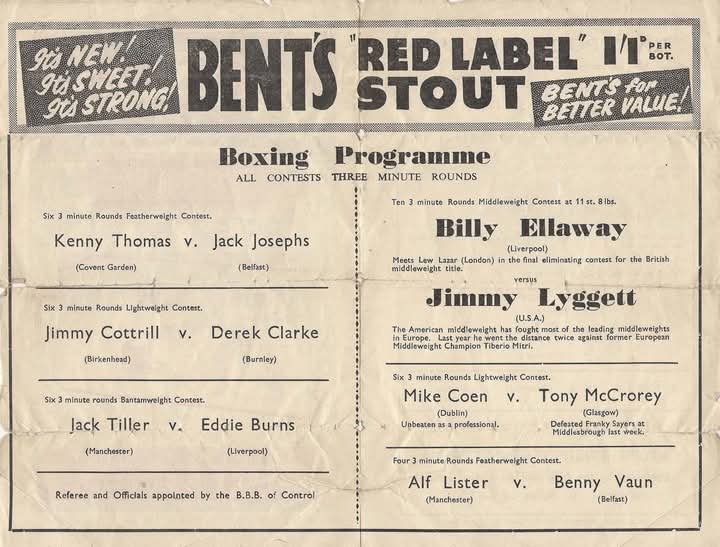 It's NEW!
It's SWEET!
It's STRONG!
BENT'S "RED LABEL" STOUT
1'1ᴰ PER BOT.
BENT'S for
BETTER VALUE!
Boxing Programme
ALL CONTESTS THREE MINUTE ROUNDS
Six 3 minute Rounds Featherweight Contest.
Kenny Thomas v. Jack Josephs
(Covent Garden) (Belfast)
Six 3 minute Rounds Lightweight Contest.
Jimmy Cottrill v. Derek Clarke
(Birkenhead) (Burnley)
Six 3 minute rounds Bantamweight Contest.
Jack Tiller v. Eddie Burns
(Manchester) (Liverpool)
Referee and Officials appointed by the B.B.B. of Control
Ten 3 minute Rounds Middleweight Contest at 11 st. 8 lbs.
Billy Ellaway
(Liverpool)
Meets Lew Lazar (London) in the final eliminating contest for the British
middleweight title.
versus
Jimmy Lyggett
(U.S.A.)
The American middleweight has fought most of the leading middleweights
in Europe. Last year he went the distance twice against former European
Middleweight Champion Tiberio Mitri.
Six 3 minute Rounds Lightweight Contest.
Mike Coen v. Tony McCrorey
(Dublin) (Glasgow)
Unbeaten as a professional. Defeated Franky Sayers at
Middlesbrough last week.
Four 3 minute Rounds Featherweight Contest.
Alf Lister v. Benny Vaun
(Manchester) (Belfast)